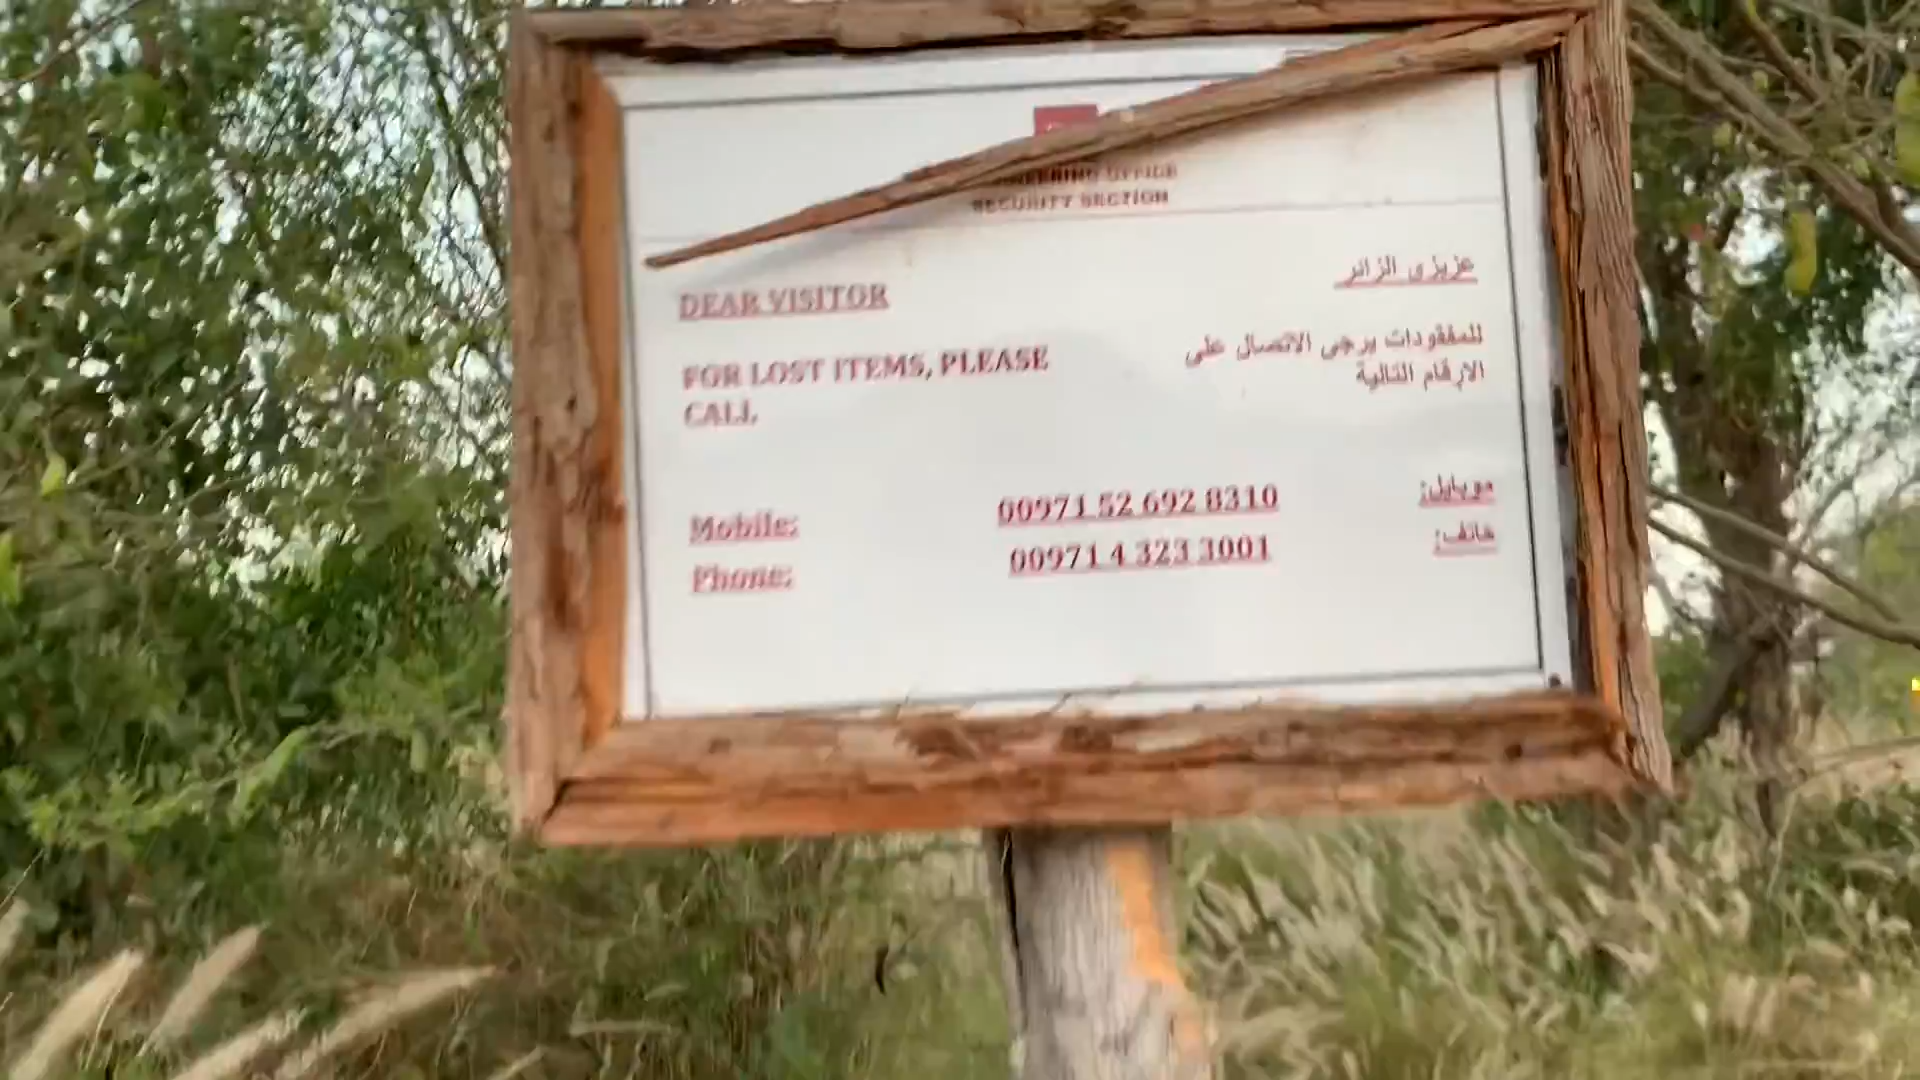 SECURITY SECTION
DEAR VISITOR
عزيزي الزائر
FOR LOST ITEMS, PLEASE
CALL
للمفقودات يرجى الاتصال على
الارقام التالية
Mobile: 00971 52 692 8310 موبايل:
Phone: 00971 4 323 3001 هاتف: